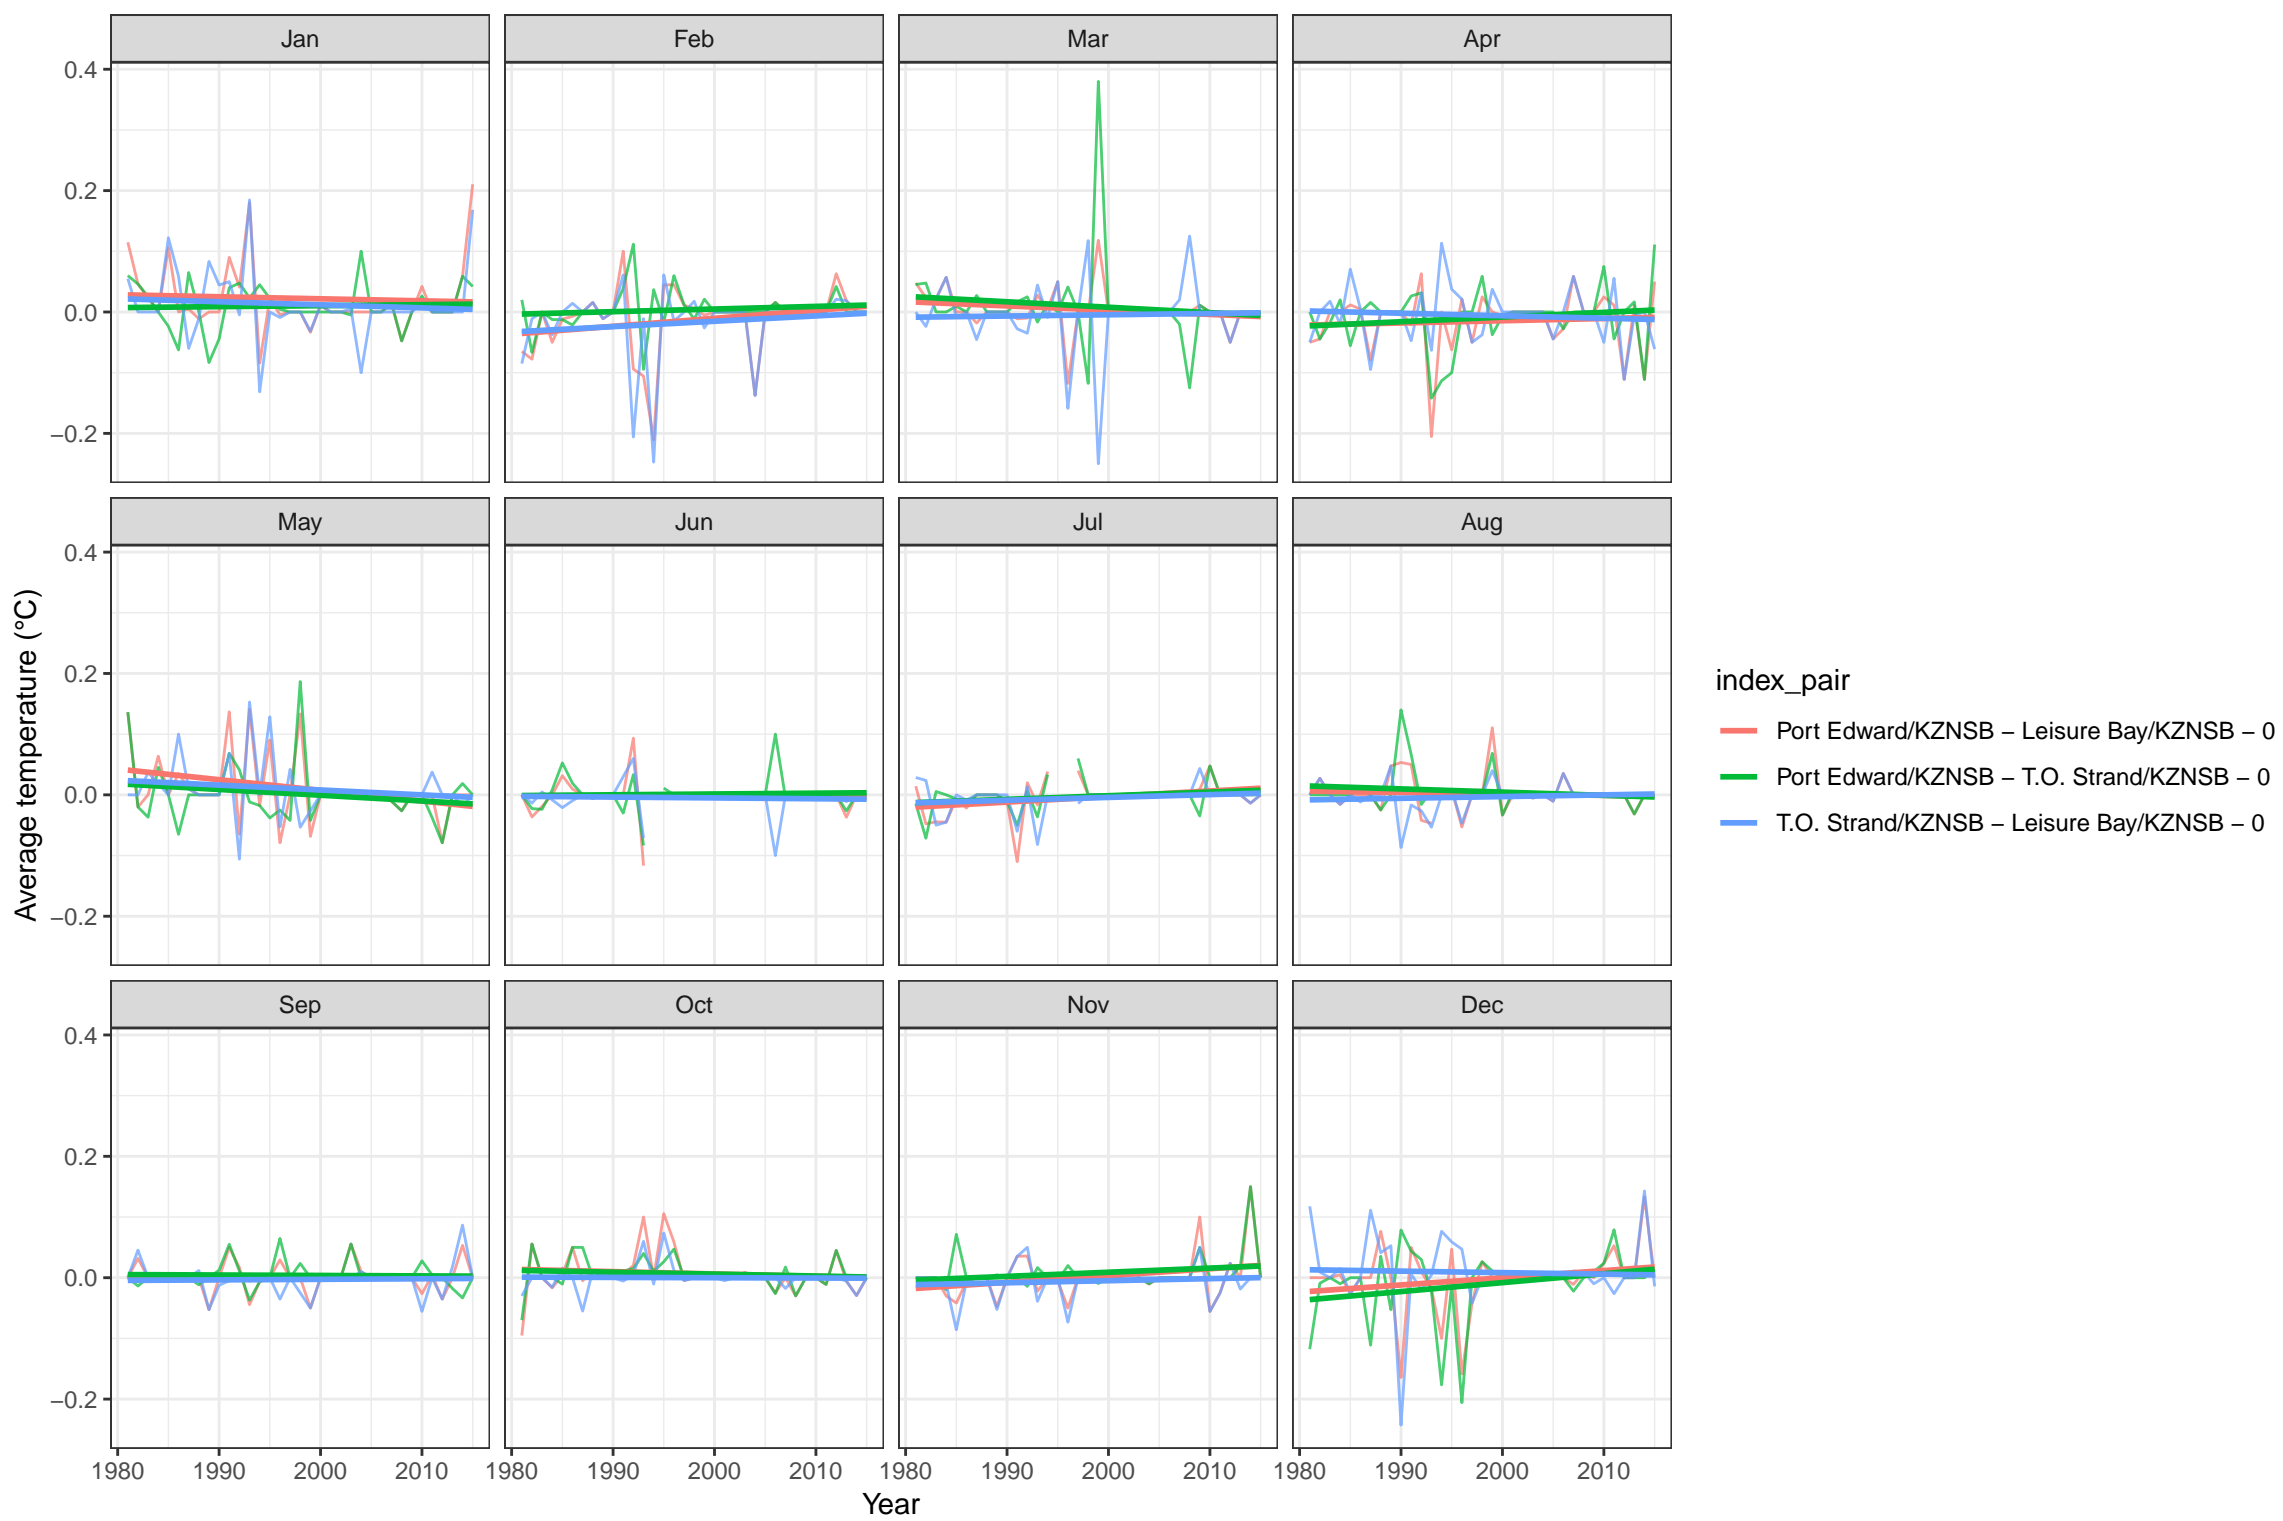 Jan Feb Mar Apr
0.4
0.2
0.0
−0.2
May Jun Jul Aug
0.4
0.2
0.0
−0.2
Sep Oct Nov Dec
0.4
0.2
0.0
−0.2
1980 1990 2000 2010 1980 1990 2000 2010 1980 1990 2000 2010 1980 1990 2000 2010
Year
Average temperature (°C)
index_pair
Port Edward/KZNSB − Leisure Bay/KZNSB − 0
Port Edward/KZNSB − T.O. Strand/KZNSB − 0
T.O. Strand/KZNSB − Leisure Bay/KZNSB − 0